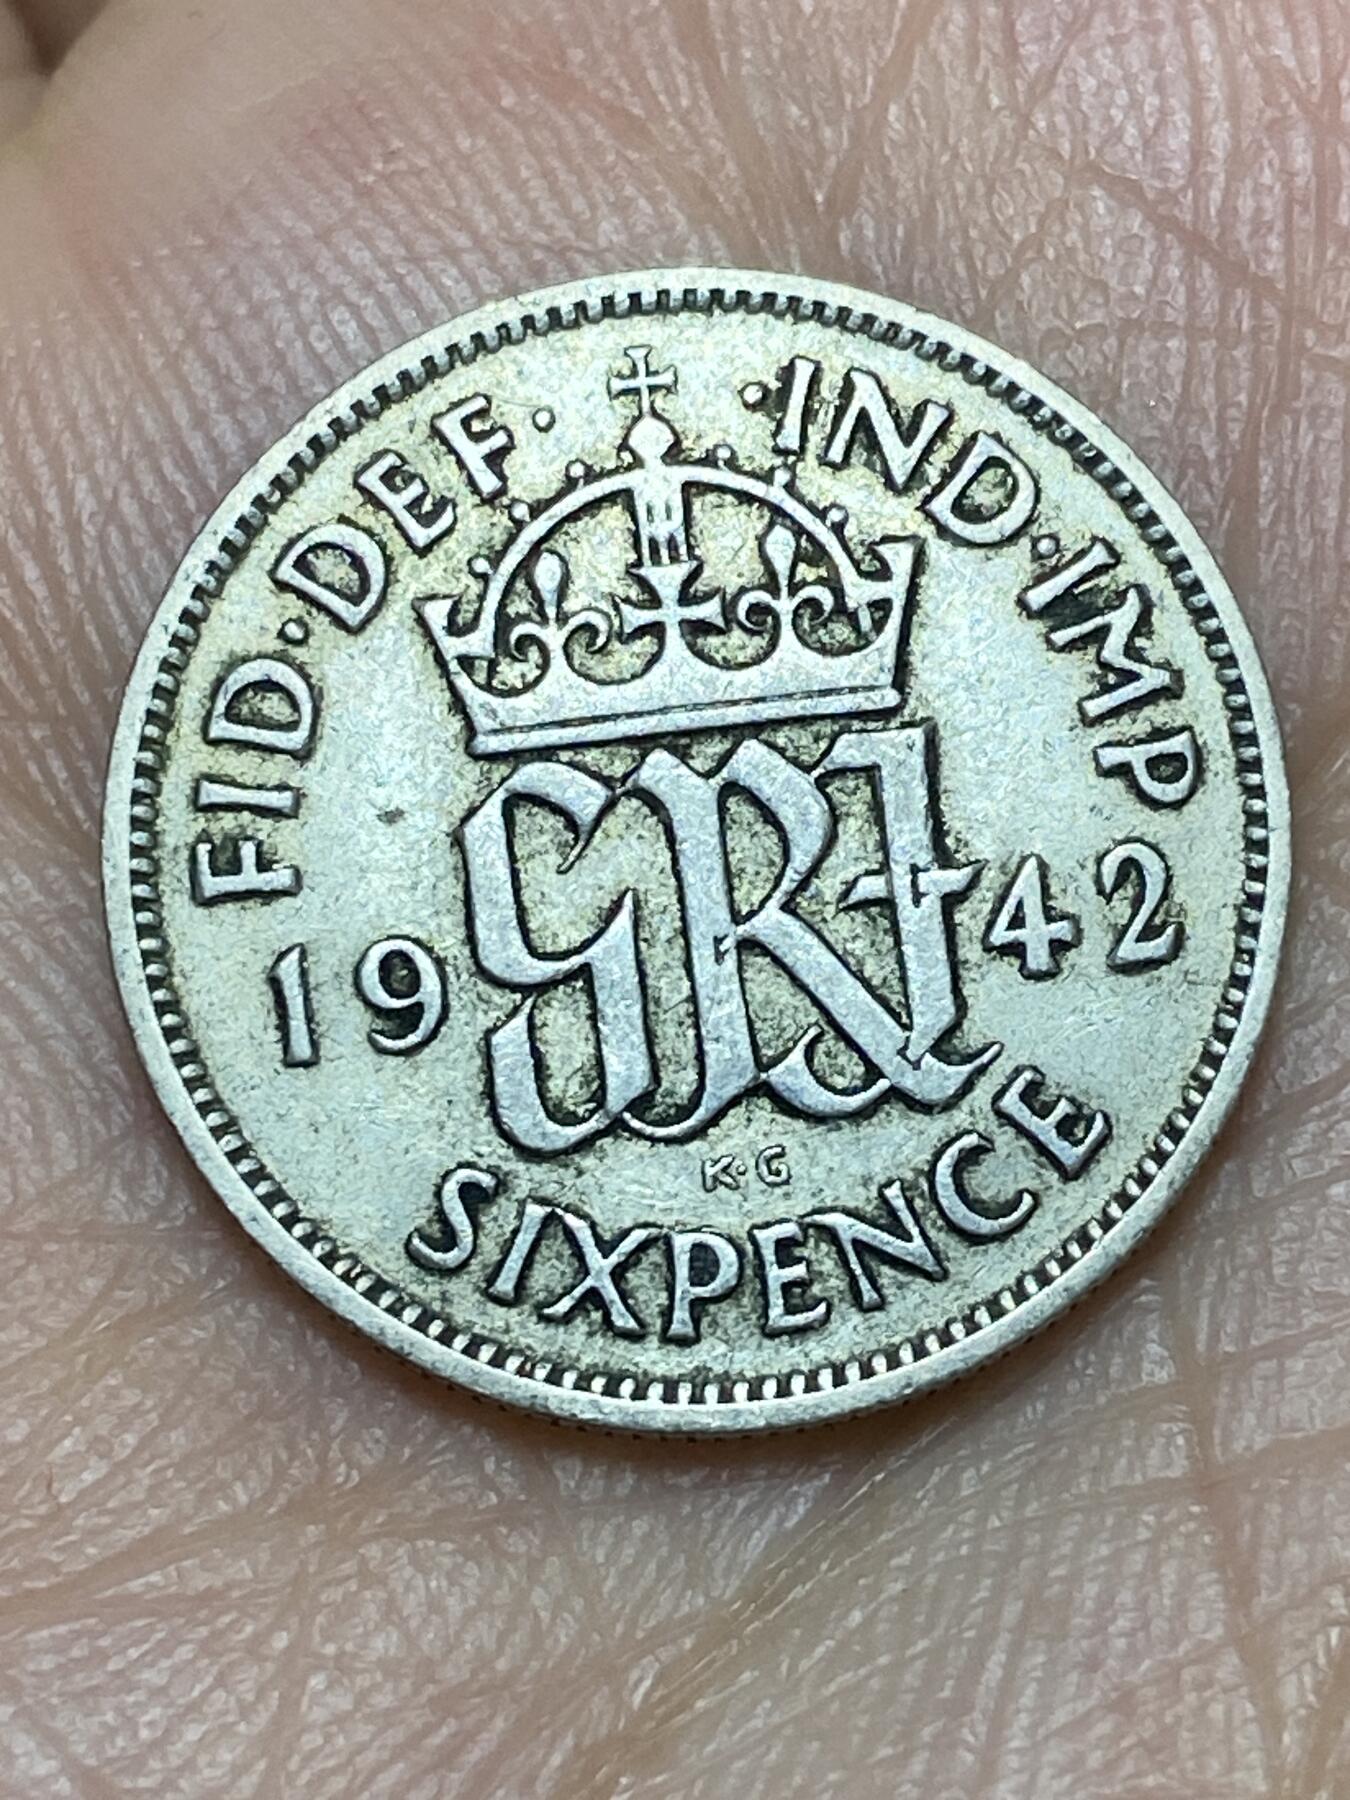 FID·DEF· ·IND·IMP
GRI
19 42
K·G
SIXPENCE